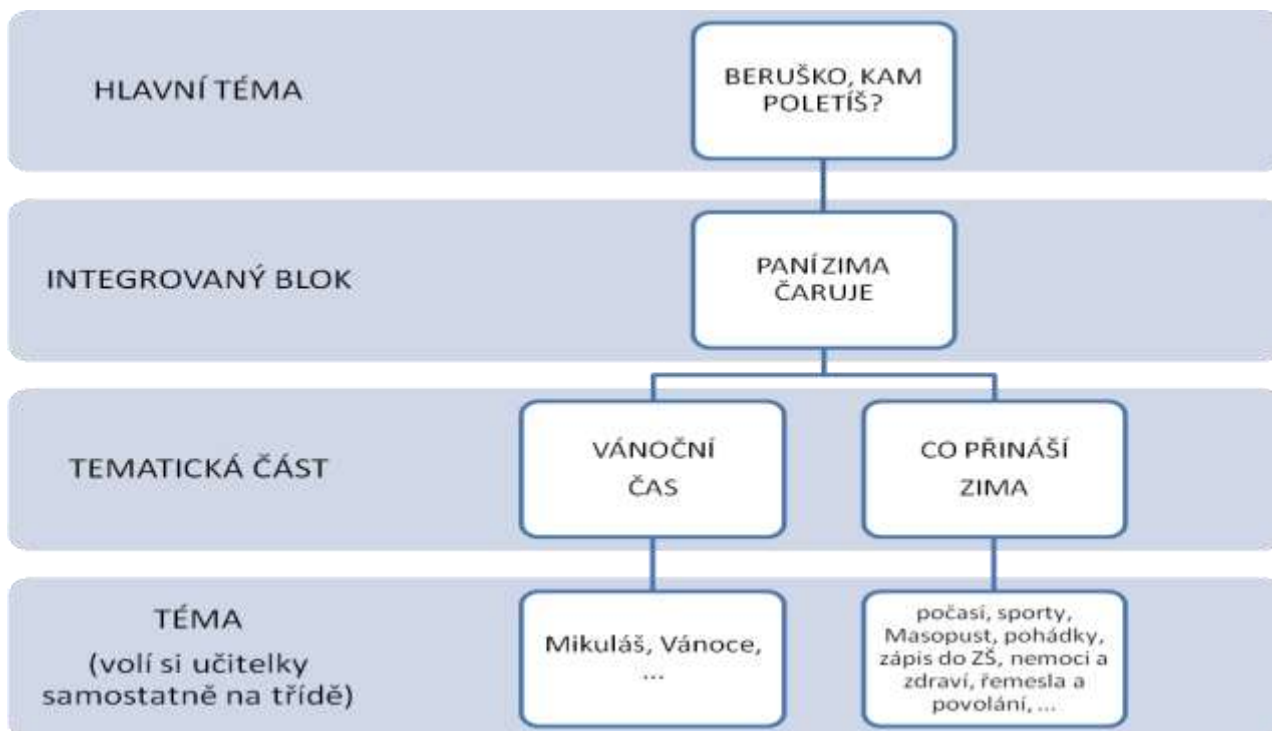 HLAVNÍ TÉMA
BERUŠKO, KAM
POLETÍŠ?
INTEGROVANÝ BLOK
PANÍ ZIMA
ČARUJE
TEMATICKÁ ČÁST
VÁNOČNÍ
ČAS
CO PŘINÁŠÍ
ZIMA
TÉMA
(volí si učitelky
samostatně na třídě)
Mikuláš, Vánoce,
...
počasí, sporty,
Masopust, pohádky,
zápis do ZŠ, nemoci a
zdraví, řemesla a
povolání, ...